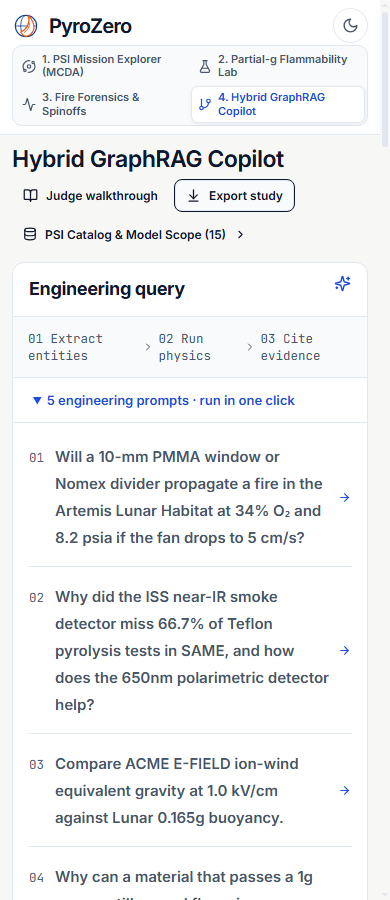 PyroZero
1. PSI Mission Explorer
(MCDA)
2. Partial-g Flammability
Lab
3. Fire Forensics &
Spinoffs
4. Hybrid GraphRAG
Copilot
Hybrid GraphRAG Copilot
Judge walkthrough
Export study
PSI Catalog & Model Scope (15)
Engineering query
01 Extract
entities
02 Run
physics
03 Cite
evidence
▼ 5 engineering prompts · run in one click
01 Will a 10-mm PMMA window or
Nomex divider propagate a fire in the
Artemis Lunar Habitat at 34% O₂ and
8.2 psia if the fan drops to 5 cm/s?
02 Why did the ISS near-IR smoke
detector miss 66.7% of Teflon
pyrolysis tests in SAME, and how
does the 650nm polarimetric detector
help?
03 Compare ACME E-FIELD ion-wind
equivalent gravity at 1.0 kV/cm
against Lunar 0.165g buoyancy.
04 Why can a material that passes a 1g